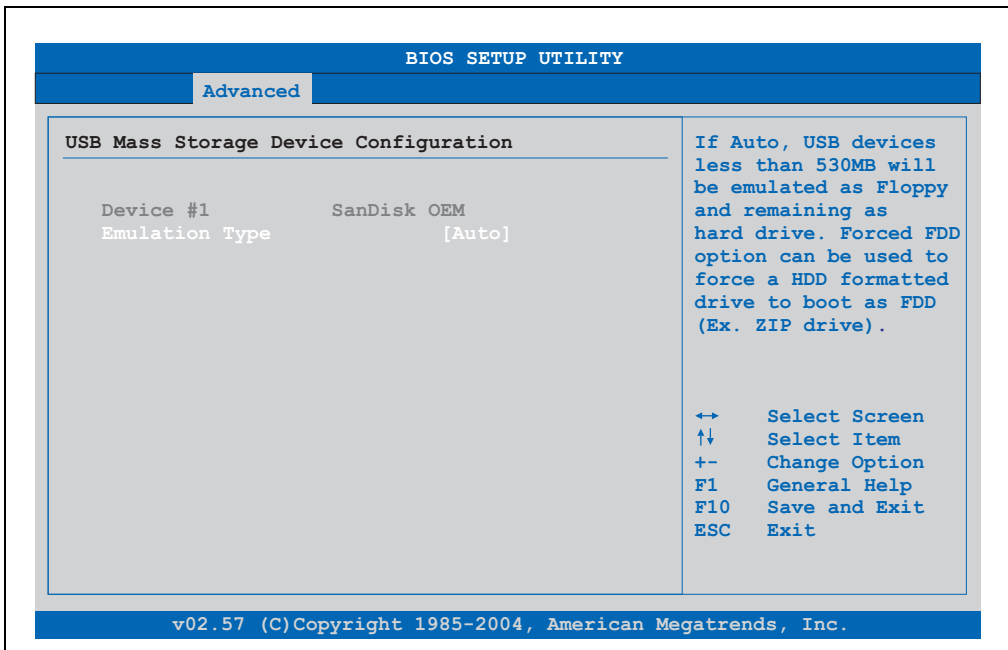 BIOS SETUP UTILITY
Advanced
USB Mass Storage Device Configuration
Device #1 SanDisk OEM
Emulation Type [Auto]
If Auto, USB devices
less than 530MB will
be emulated as Floppy
and remaining as
hard drive. Forced FDD
option can be used to
force a HDD formatted
drive to boot as FDD
(Ex. ZIP drive).
↔ Select Screen
↑↓ Select Item
+- Change Option
F1 General Help
F10 Save and Exit
ESC Exit
v02.57 (C)Copyright 1985-2004, American Megatrends, Inc.